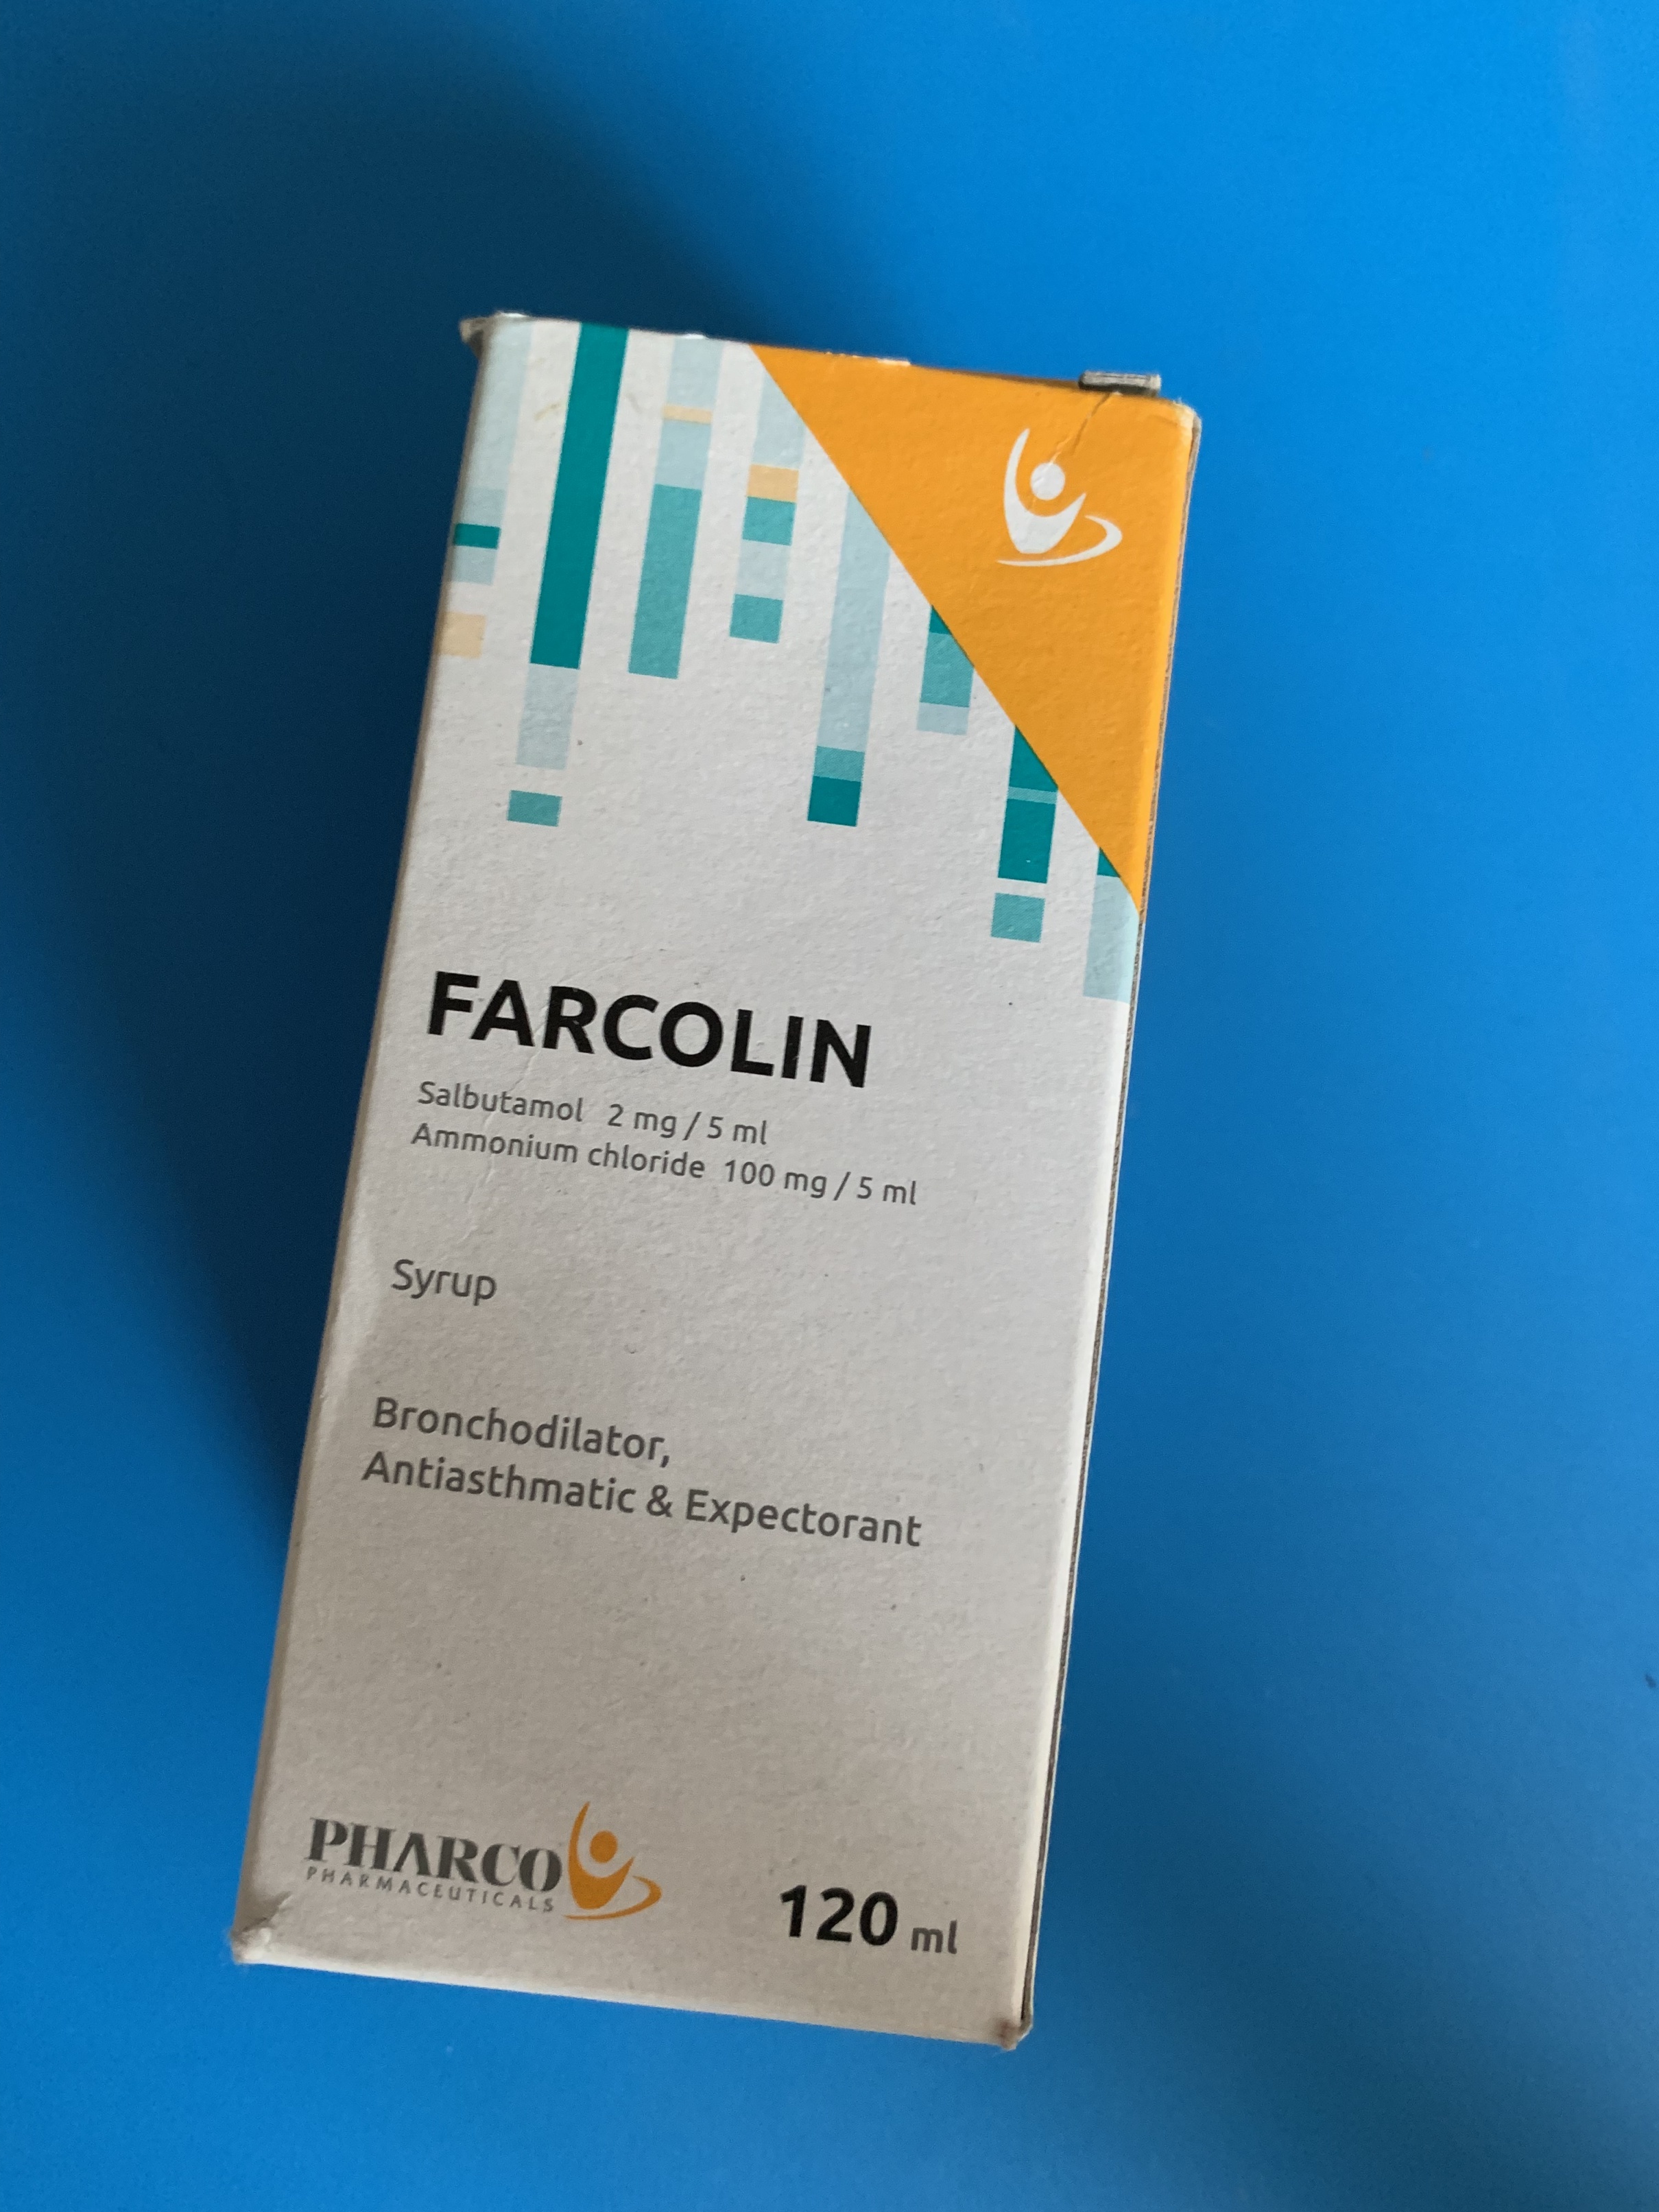 FARCOLIN
Salbutamol 2 mg / 5 ml
Ammonium chloride 100 mg / 5 ml
Syrup
Bronchodilator,
Antiasthmatic & Expectorant
PHARCO
PHARMACEUTICALS
120 ml